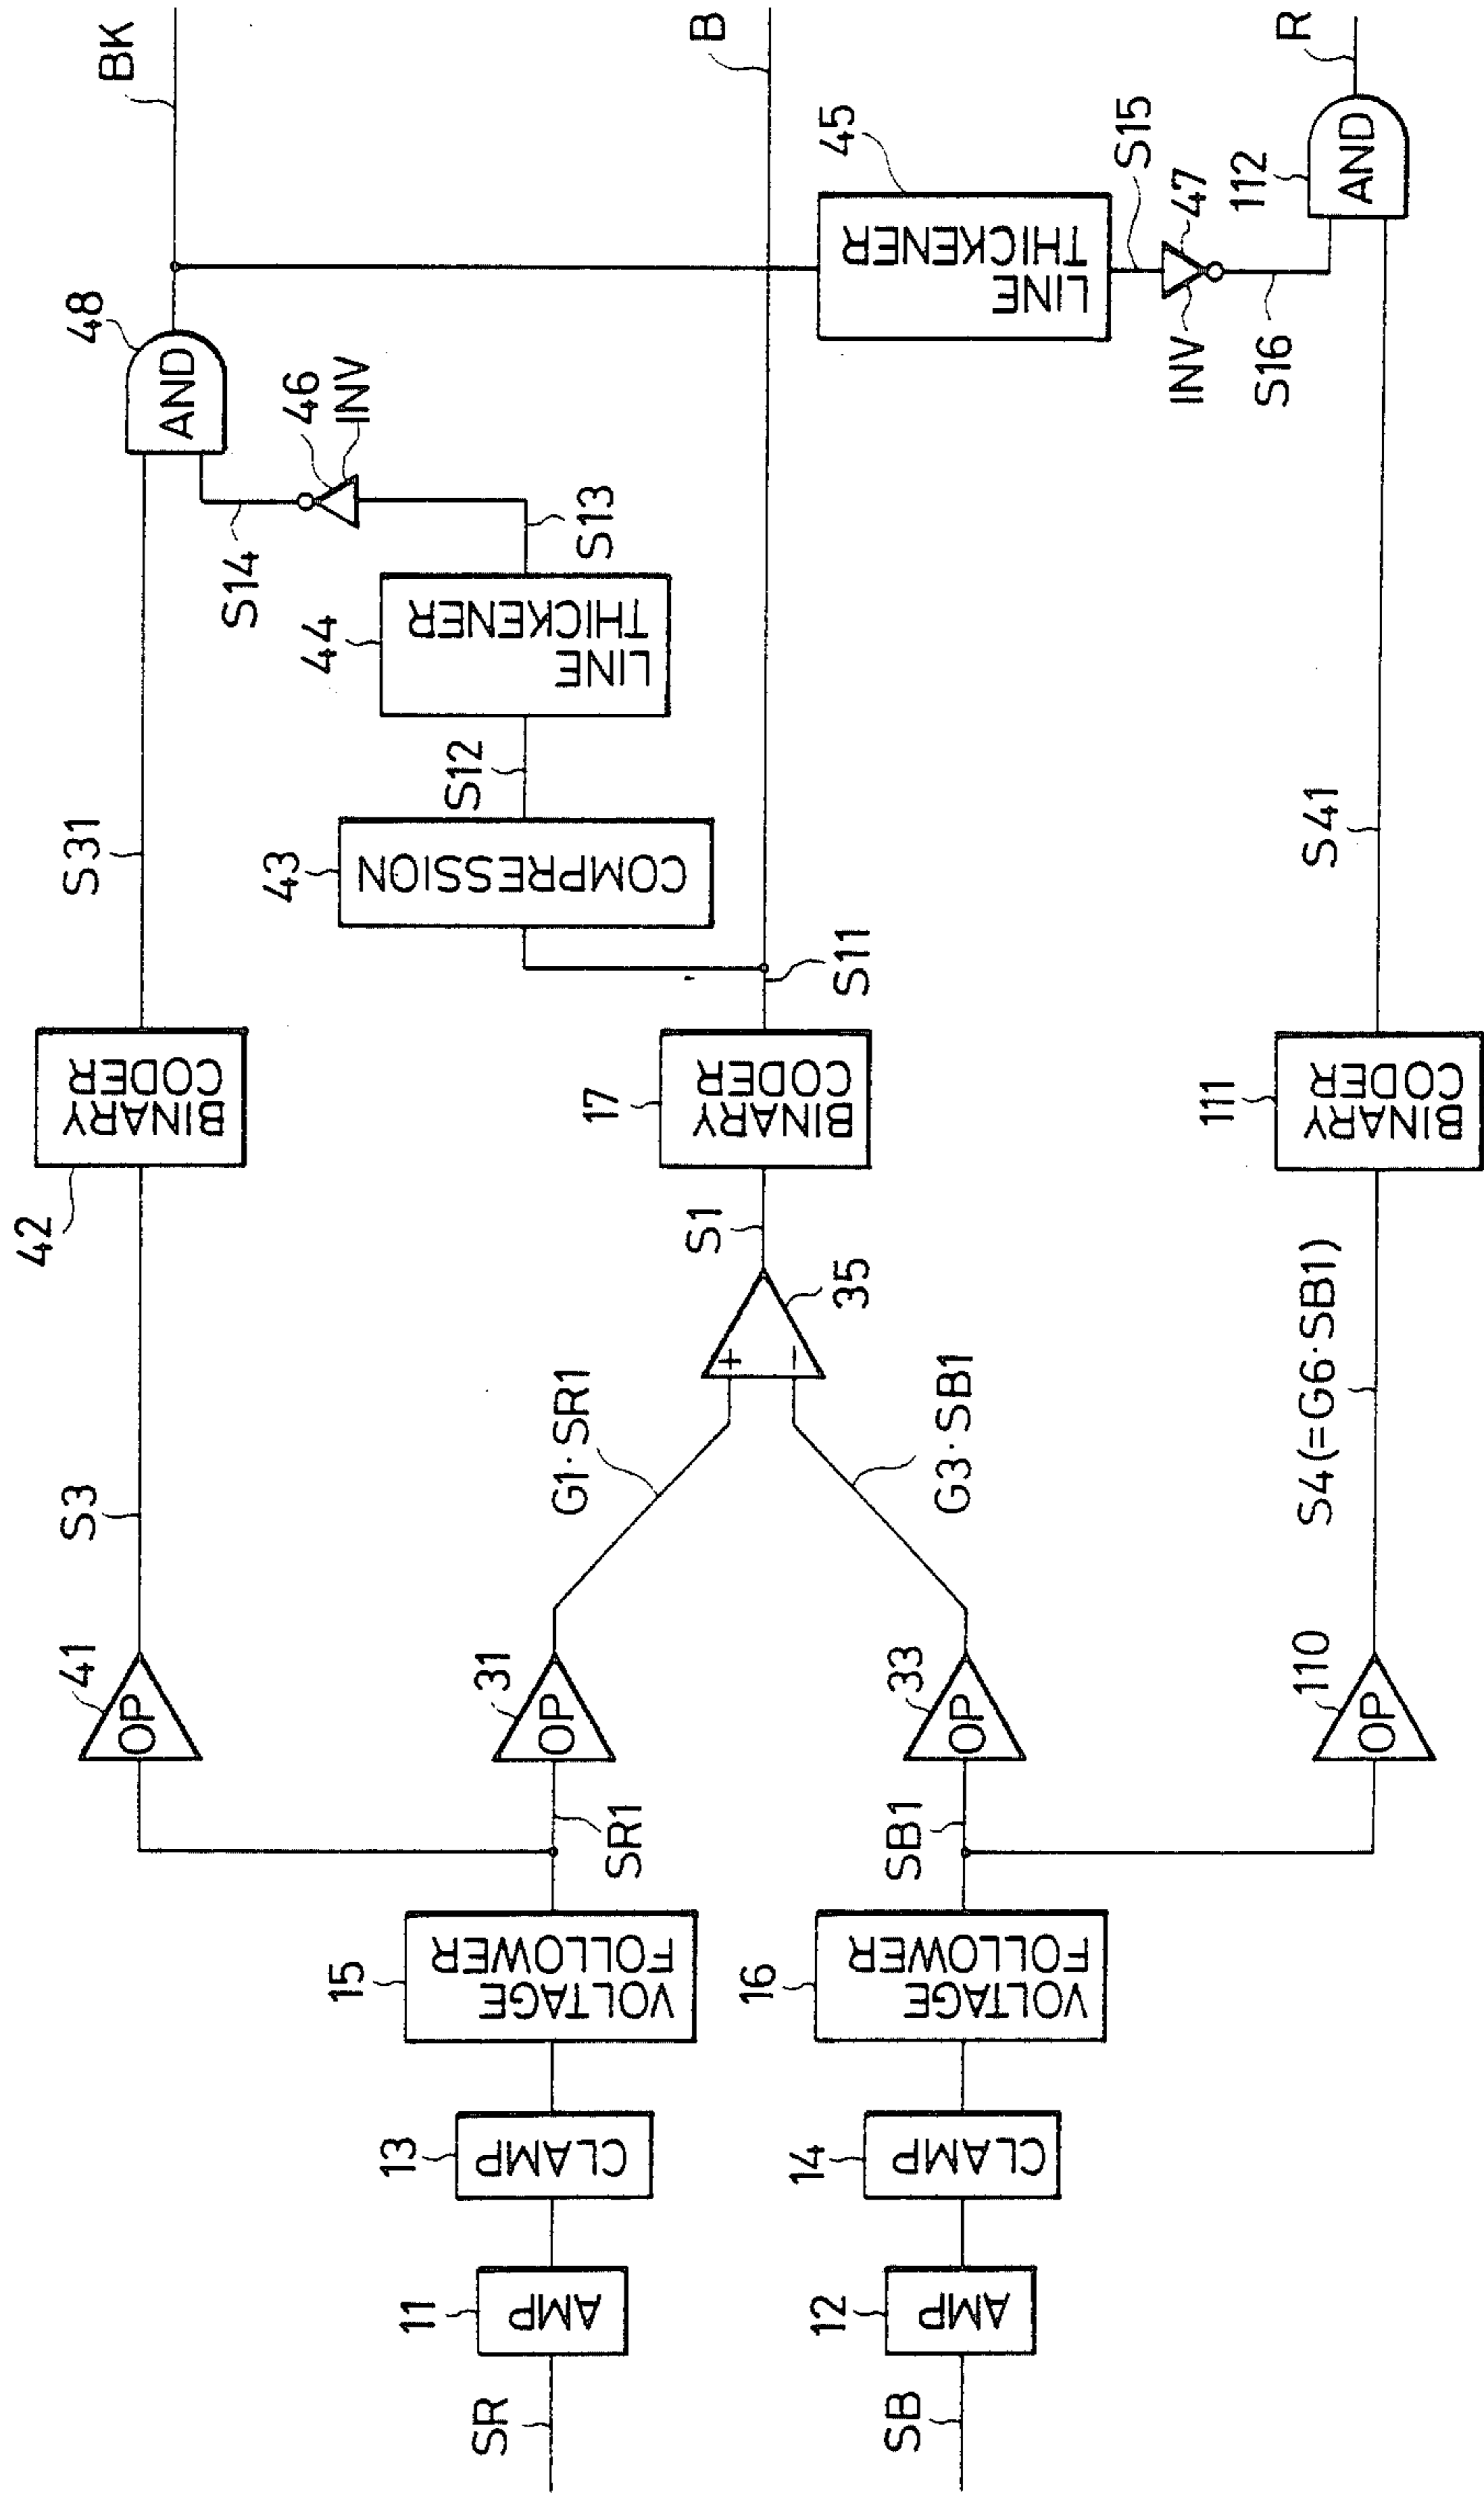 SR
11
AMP
13
CLAMP
15
VOLTAGE
FOLLOWER
SR1
41
OP
S3
42
BINARY
CODER
S31
48
AND
BK
31
OP
G1·SR1
35
+
−
S1
17
BINARY
CODER
S11
43
COMPRESSION
S12
44
LINE
THICKENER
S13
46
INV
S14
B
SB
12
AMP
14
CLAMP
16
VOLTAGE
FOLLOWER
SB1
33
OP
G3·SB1
110
OP
S4(=G6·SB1)
111
BINARY
CODER
S41
45
LINE
THICKENER
S15
47
INV
S16
112
AND
R